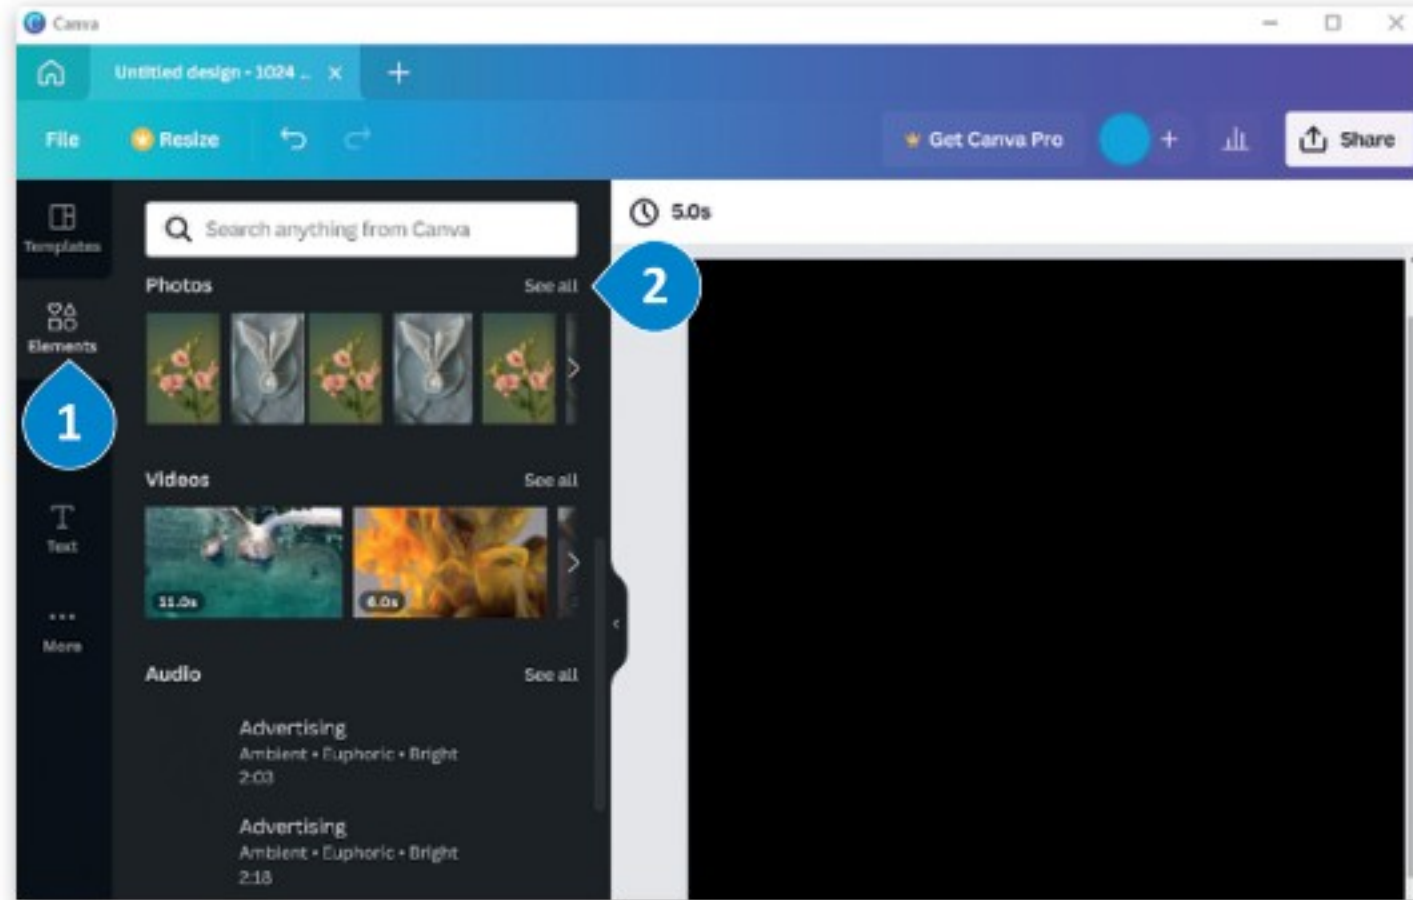 Canva
Untitled design - 1024 ...
File
Resize
Get Canva Pro
Share
Templates
Elements
1
Text
More
Search anything from Canva
Photos
See all
2
Videos
See all
11.0s
6.0s
Audio
See all
Advertising
Ambient • Euphoric • Bright
2:03
Advertising
Ambient • Euphoric • Bright
2:18
5.0s